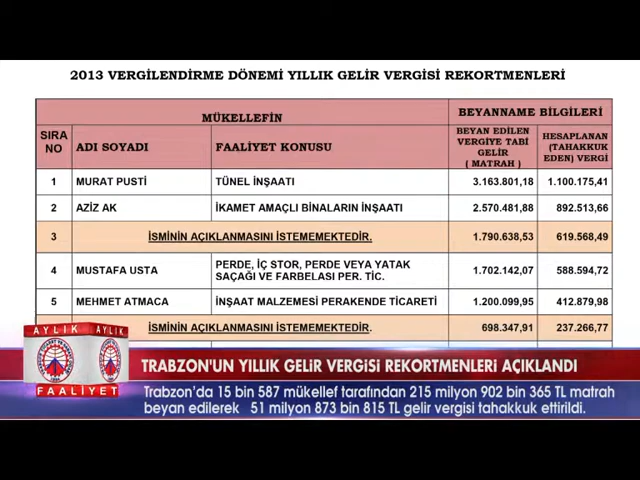 2013 VERGİLENDİRME DÖNEMİ YILLIK GELİR VERGİSİ REKORTMENLERİ
MÜKELLEFİN BEYANNAME BİLGİLERİ
SIRA NO ADI SOYADI FAALİYET KONUSU BEYAN EDİLEN VERGİYE TABİ GELİR ( MATRAH ) HESAPLANAN (TAHAKKUK EDEN) VERGİ
1 MURAT PUSTİ TÜNEL İNŞAATI 3.163.801,18 1.100.175,41
2 AZİZ AK İKAMET AMAÇLI BİNALARIN İNŞAATI 2.570.481,88 892.513,66
3 İSMİNİN AÇIKLANMASINI İSTEMEMEKTEDİR. 1.790.638,53 619.568,49
4 MUSTAFA USTA PERDE, İÇ STOR, PERDE VEYA YATAK SAÇAĞI VE FARBELASI PER. TİC. 1.702.142,07 588.594,72
5 MEHMET ATMACA İNŞAAT MALZEMESİ PERAKENDE TİCARETİ 1.200.099,95 412.879,98
İSMİNİN AÇIKLANMASINI İSTEMEMEKTEDİR. 698.347,91 237.266,77
AYLIK AYLIK
FAALİYET
TRABZON'UN YILLIK GELİR VERGİSİ REKORTMENLERİ AÇIKLANDI
Trabzon'da 15 bin 587 mükellef tarafından 215 milyon 902 bin 365 TL matrah
beyan edilerek 51 milyon 873 bin 815 TL gelir vergisi tahakkuk ettirildi.